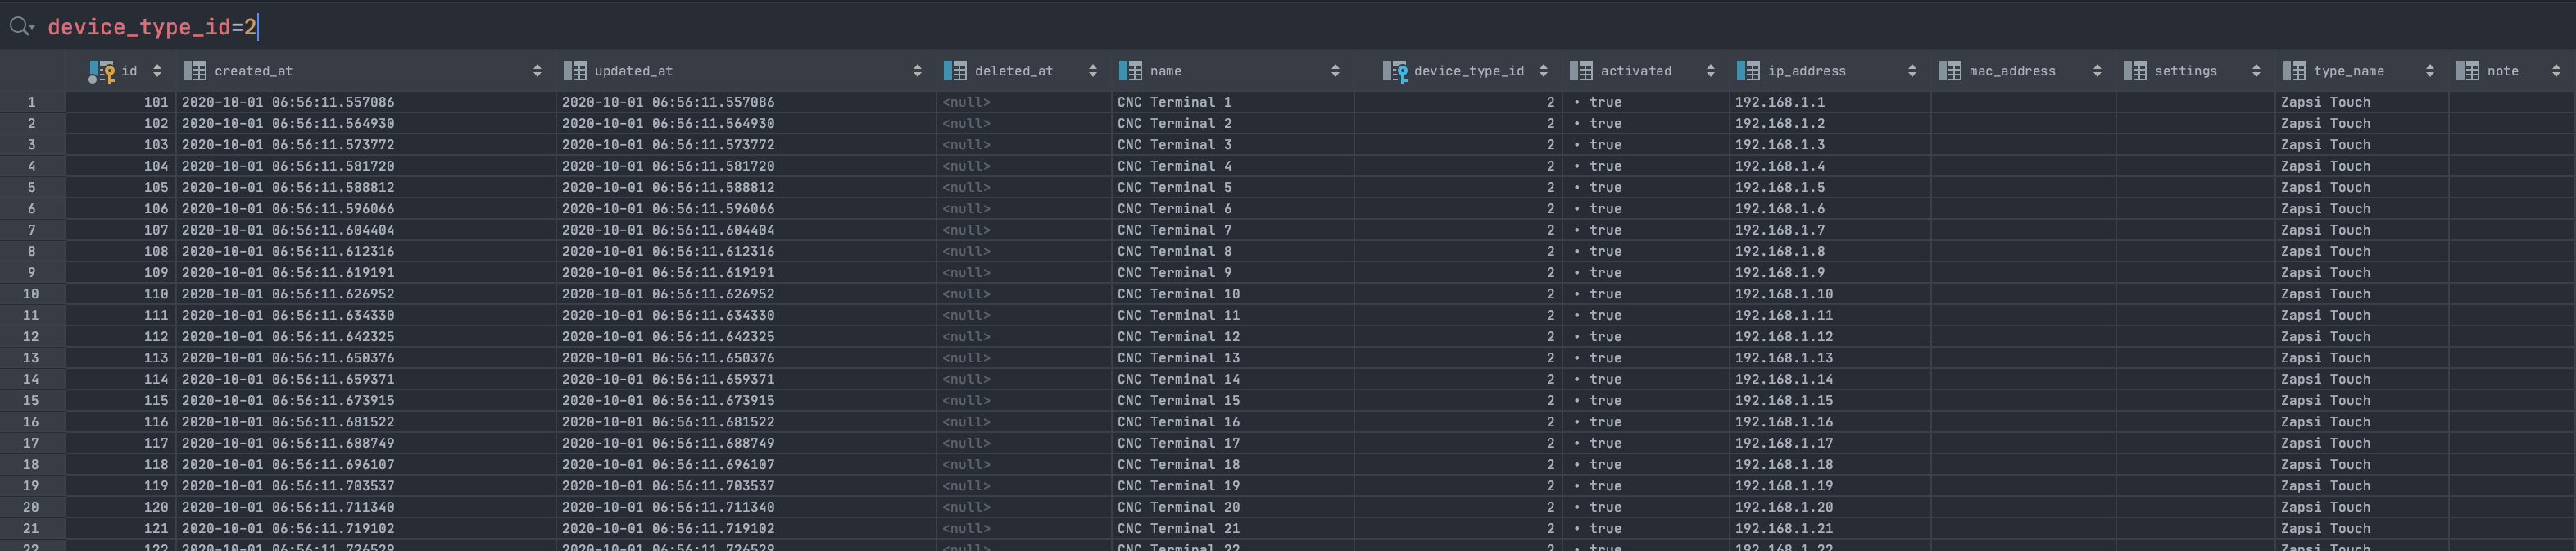 device_type_id=2
id created_at updated_at deleted_at name device_type_id activated ip_address mac_address settings type_name note
1 101 2020-10-01 06:56:11.557086 2020-10-01 06:56:11.557086 <null> CNC Terminal 1 2 • true 192.168.1.1 Zapsi Touch
2 102 2020-10-01 06:56:11.564930 2020-10-01 06:56:11.564930 <null> CNC Terminal 2 2 • true 192.168.1.2 Zapsi Touch
3 103 2020-10-01 06:56:11.573772 2020-10-01 06:56:11.573772 <null> CNC Terminal 3 2 • true 192.168.1.3 Zapsi Touch
4 104 2020-10-01 06:56:11.581720 2020-10-01 06:56:11.581720 <null> CNC Terminal 4 2 • true 192.168.1.4 Zapsi Touch
5 105 2020-10-01 06:56:11.588812 2020-10-01 06:56:11.588812 <null> CNC Terminal 5 2 • true 192.168.1.5 Zapsi Touch
6 106 2020-10-01 06:56:11.596066 2020-10-01 06:56:11.596066 <null> CNC Terminal 6 2 • true 192.168.1.6 Zapsi Touch
7 107 2020-10-01 06:56:11.604404 2020-10-01 06:56:11.604404 <null> CNC Terminal 7 2 • true 192.168.1.7 Zapsi Touch
8 108 2020-10-01 06:56:11.612316 2020-10-01 06:56:11.612316 <null> CNC Terminal 8 2 • true 192.168.1.8 Zapsi Touch
9 109 2020-10-01 06:56:11.619191 2020-10-01 06:56:11.619191 <null> CNC Terminal 9 2 • true 192.168.1.9 Zapsi Touch
10 110 2020-10-01 06:56:11.626952 2020-10-01 06:56:11.626952 <null> CNC Terminal 10 2 • true 192.168.1.10 Zapsi Touch
11 111 2020-10-01 06:56:11.634330 2020-10-01 06:56:11.634330 <null> CNC Terminal 11 2 • true 192.168.1.11 Zapsi Touch
12 112 2020-10-01 06:56:11.642325 2020-10-01 06:56:11.642325 <null> CNC Terminal 12 2 • true 192.168.1.12 Zapsi Touch
13 113 2020-10-01 06:56:11.650376 2020-10-01 06:56:11.650376 <null> CNC Terminal 13 2 • true 192.168.1.13 Zapsi Touch
14 114 2020-10-01 06:56:11.659371 2020-10-01 06:56:11.659371 <null> CNC Terminal 14 2 • true 192.168.1.14 Zapsi Touch
15 115 2020-10-01 06:56:11.673915 2020-10-01 06:56:11.673915 <null> CNC Terminal 15 2 • true 192.168.1.15 Zapsi Touch
16 116 2020-10-01 06:56:11.681522 2020-10-01 06:56:11.681522 <null> CNC Terminal 16 2 • true 192.168.1.16 Zapsi Touch
17 117 2020-10-01 06:56:11.688749 2020-10-01 06:56:11.688749 <null> CNC Terminal 17 2 • true 192.168.1.17 Zapsi Touch
18 118 2020-10-01 06:56:11.696107 2020-10-01 06:56:11.696107 <null> CNC Terminal 18 2 • true 192.168.1.18 Zapsi Touch
19 119 2020-10-01 06:56:11.703537 2020-10-01 06:56:11.703537 <null> CNC Terminal 19 2 • true 192.168.1.19 Zapsi Touch
20 120 2020-10-01 06:56:11.711340 2020-10-01 06:56:11.711340 <null> CNC Terminal 20 2 • true 192.168.1.20 Zapsi Touch
21 121 2020-10-01 06:56:11.719102 2020-10-01 06:56:11.719102 <null> CNC Terminal 21 2 • true 192.168.1.21 Zapsi Touch
22 122 2020-10-01 06:56:11.726529 2020-10-01 06:56:11.726529 <null> CNC Terminal 22 2 • true 192.168.1.22 Zapsi Touch